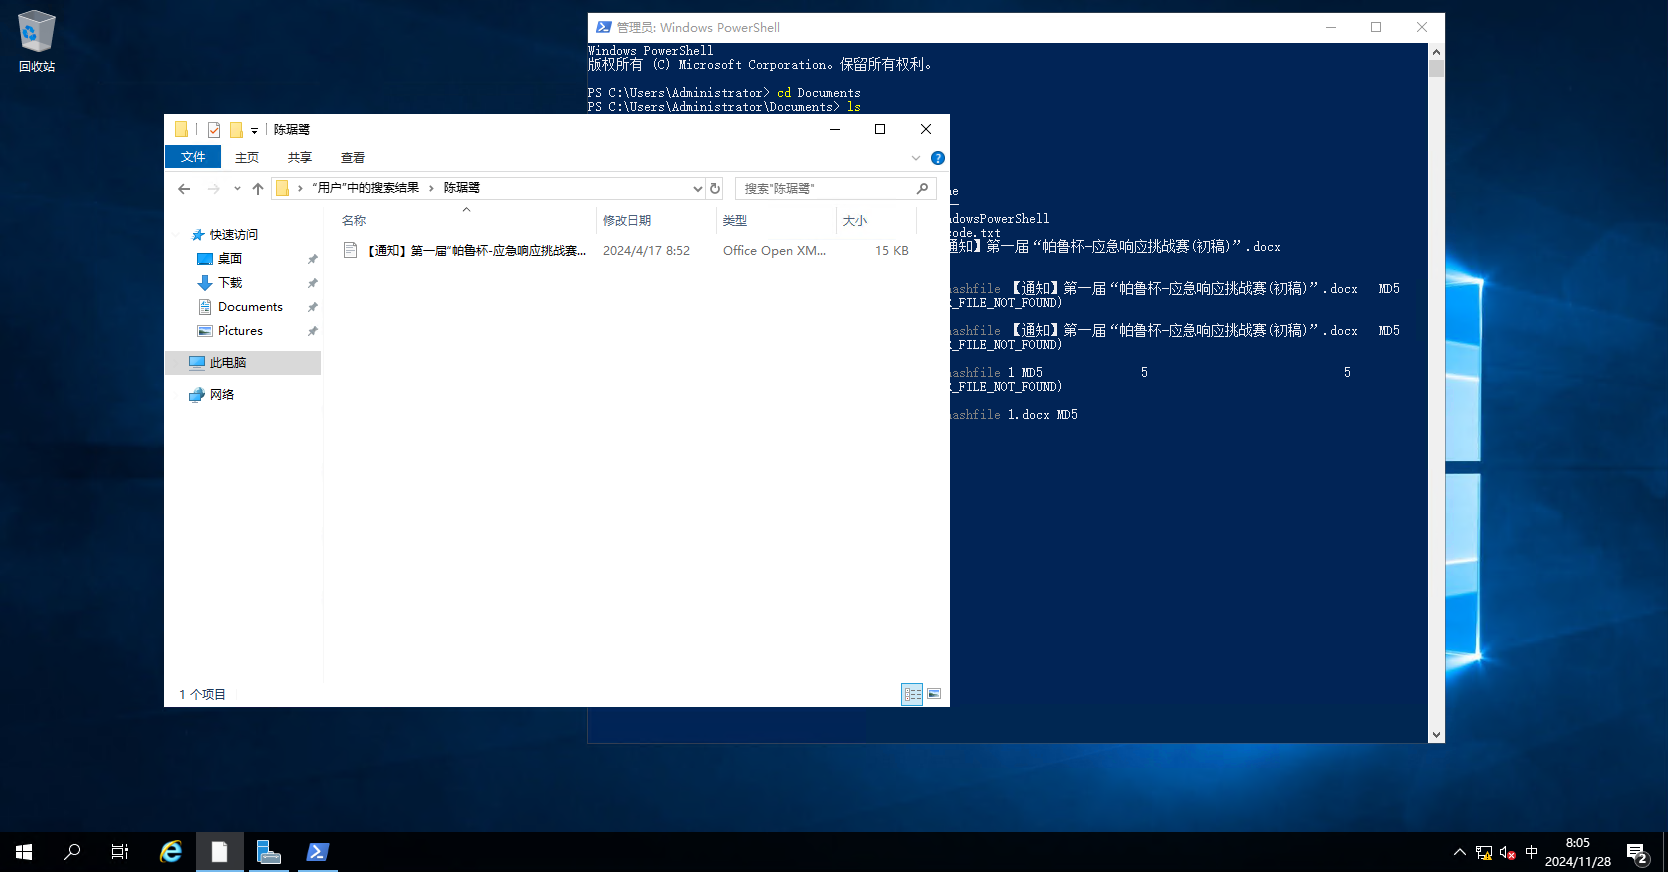 回收站
管理员: Windows PowerShell
Windows PowerShell
版权所有 (C) Microsoft Corporation。保留所有权利。
PS C:\Users\Administrator> cd Documents
PS C:\Users\Administrator\Documents> ls
陈琚鹭
文件 主页 共享 查看
"用户"中的搜索结果 陈琚鹭
搜索"陈琚鹭"
名称 修改日期 类型 大小
【通知】第一届"帕鲁杯-应急响应挑战赛... 2024/4/17 8:52 Office Open XM... 15 KB
快速访问
桌面
下载
Documents
Pictures
此电脑
网络
1 个项目
me
dowsPowerShell
code.txt
通知】第一届“帕鲁杯-应急响应挑战赛(初稿)”.docx
hashfile 【通知】第一届“帕鲁杯-应急响应挑战赛(初稿)”.docx MD5
_FILE_NOT_FOUND)
hashfile 【通知】第一届“帕鲁杯-应急响应挑战赛(初稿)”.docx MD5
_FILE_NOT_FOUND)
hashfile 1 MD5 5 5
_FILE_NOT_FOUND)
hashfile 1.docx MD5
中
8:05
2024/11/28
2